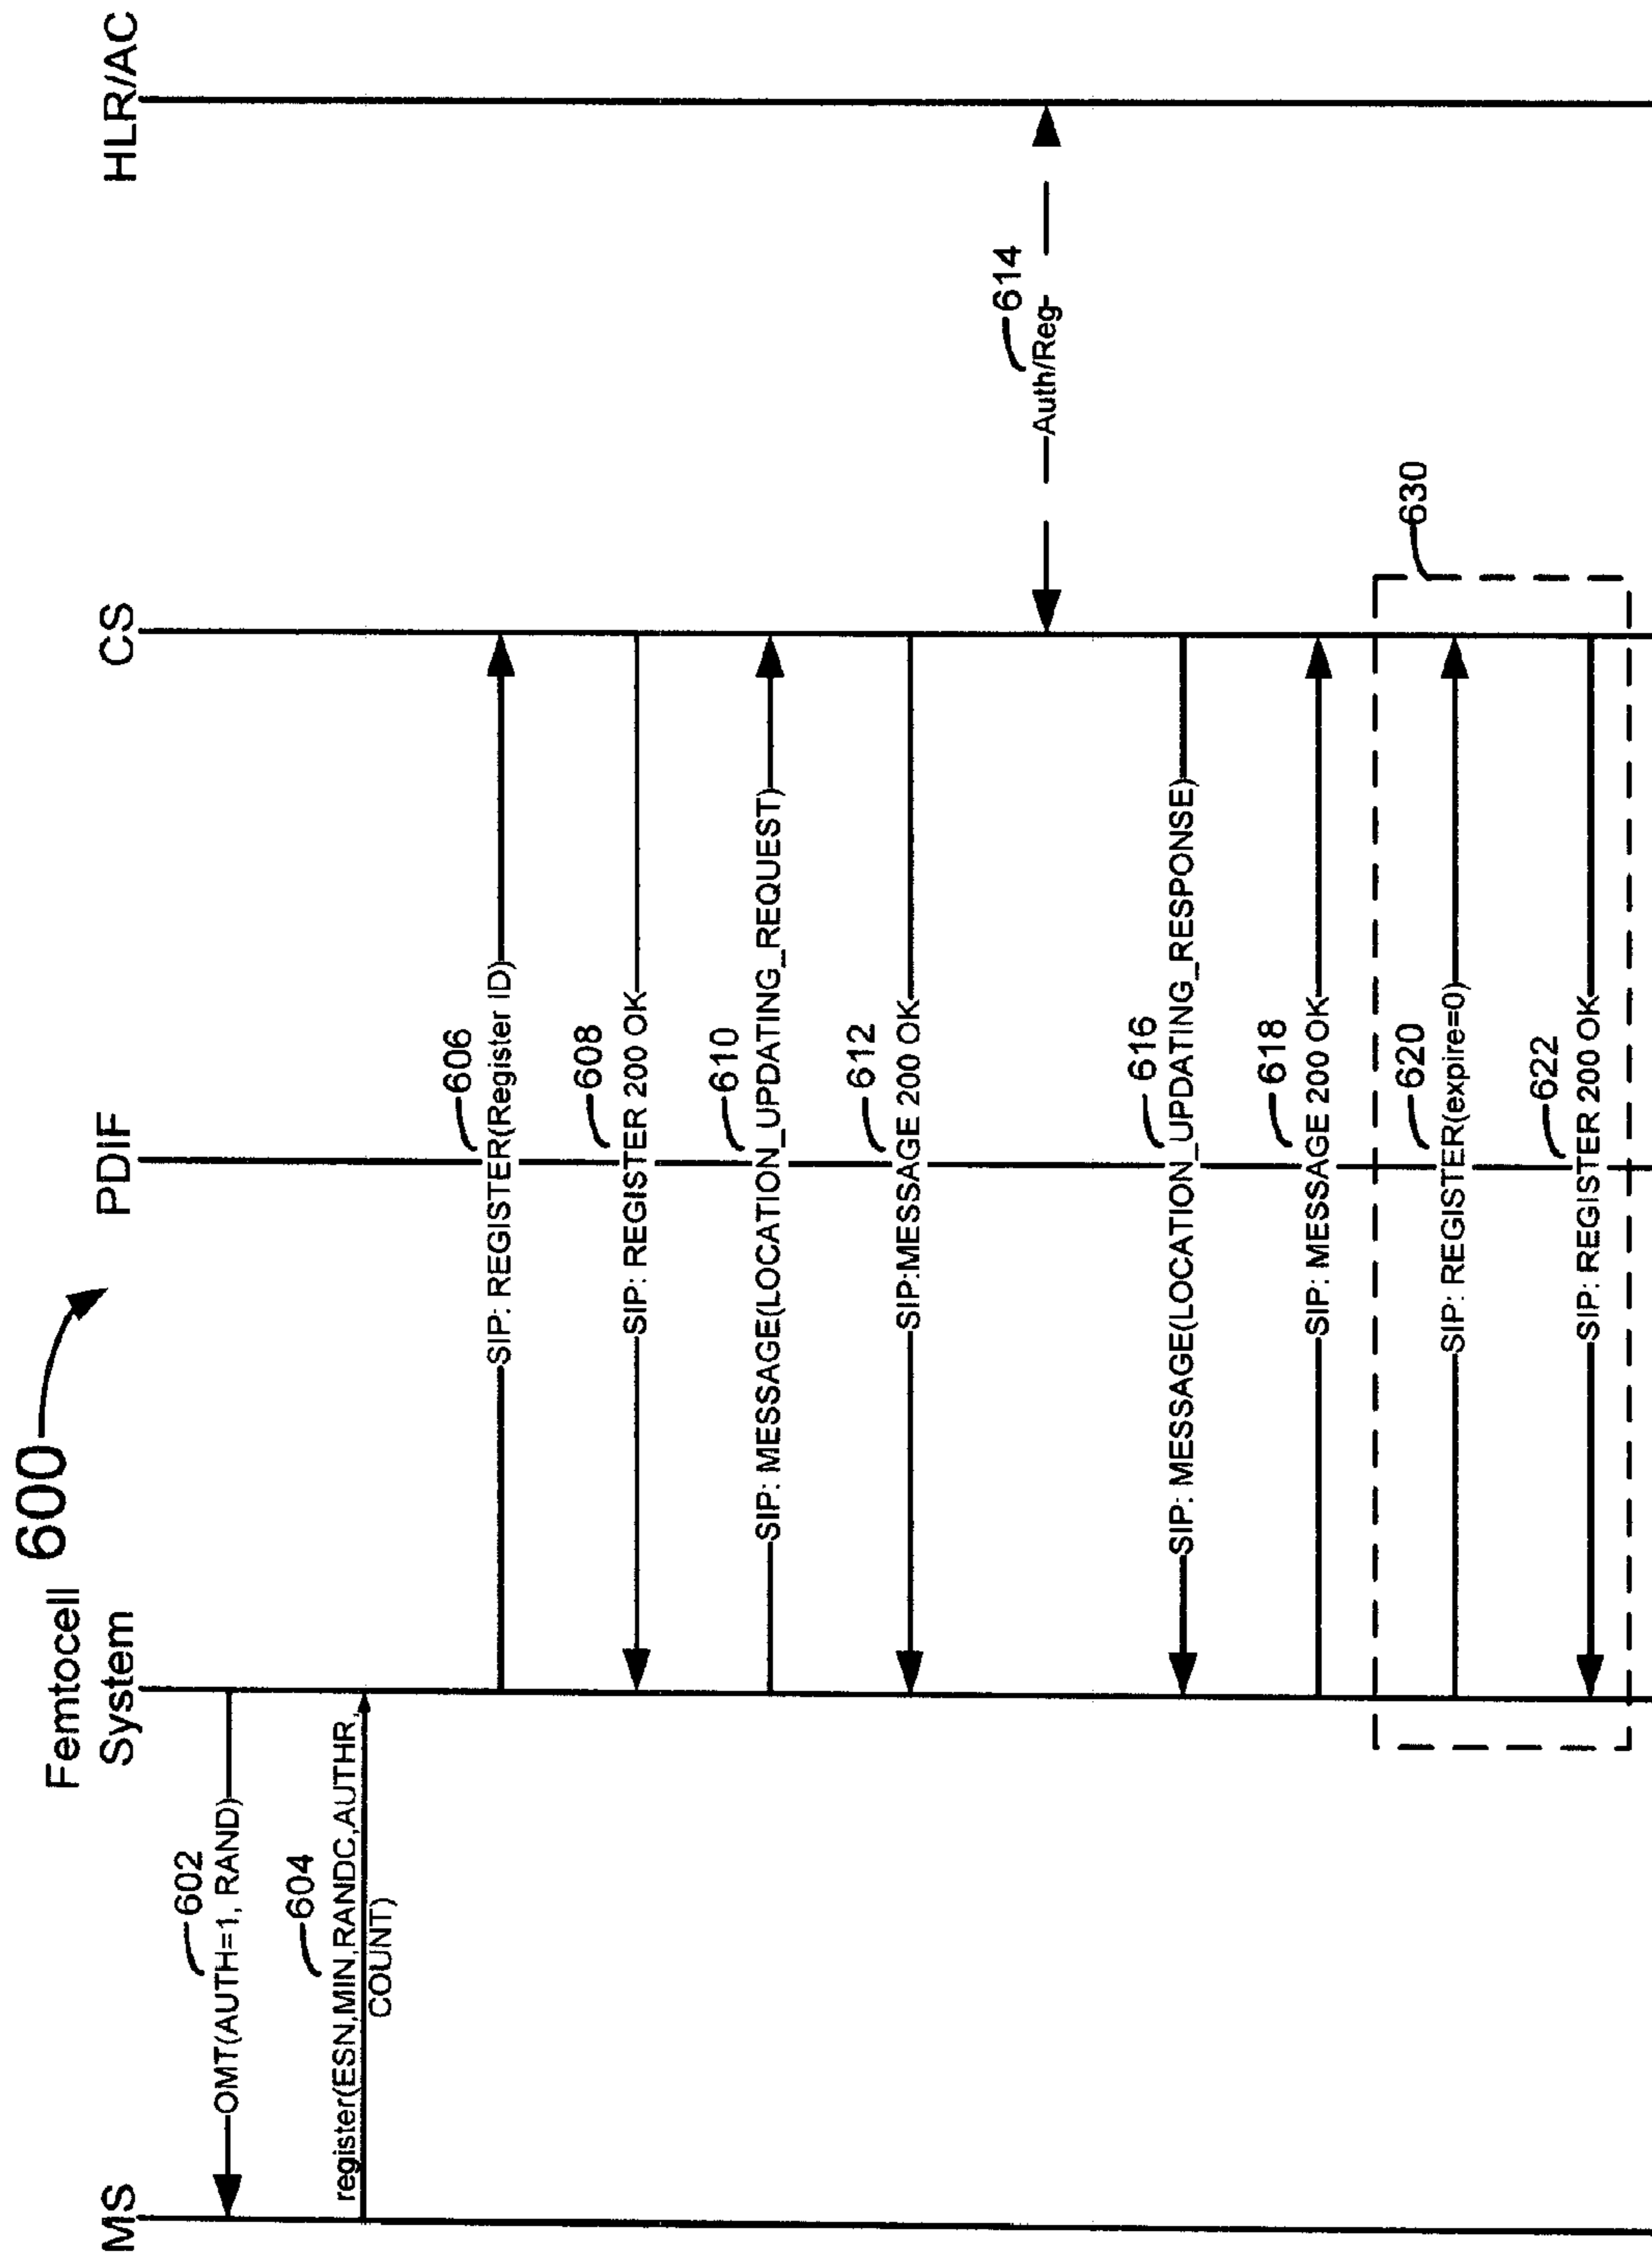 Femtocell 600
MS
System
PDIF
CS
HLR/AC
602
OMT(AUTH=1, RAND)
604
register(ESN,MIN,RANDC,AUTHR,
COUNT)
606
SIP: REGISTER(Register ID)
608
SIP: REGISTER 200 OK
610
SIP: MESSAGE(LOCATION_UPDATING_REQUEST)
612
SIP:MESSAGE 200 OK
614
Auth/Reg
616
SIP: MESSAGE(LOCATION_UPDATING_RESPONSE)
618
SIP: MESSAGE 200 OK
630
620
SIP: REGISTER(expire=0)
622
SIP: REGISTER 200 OK